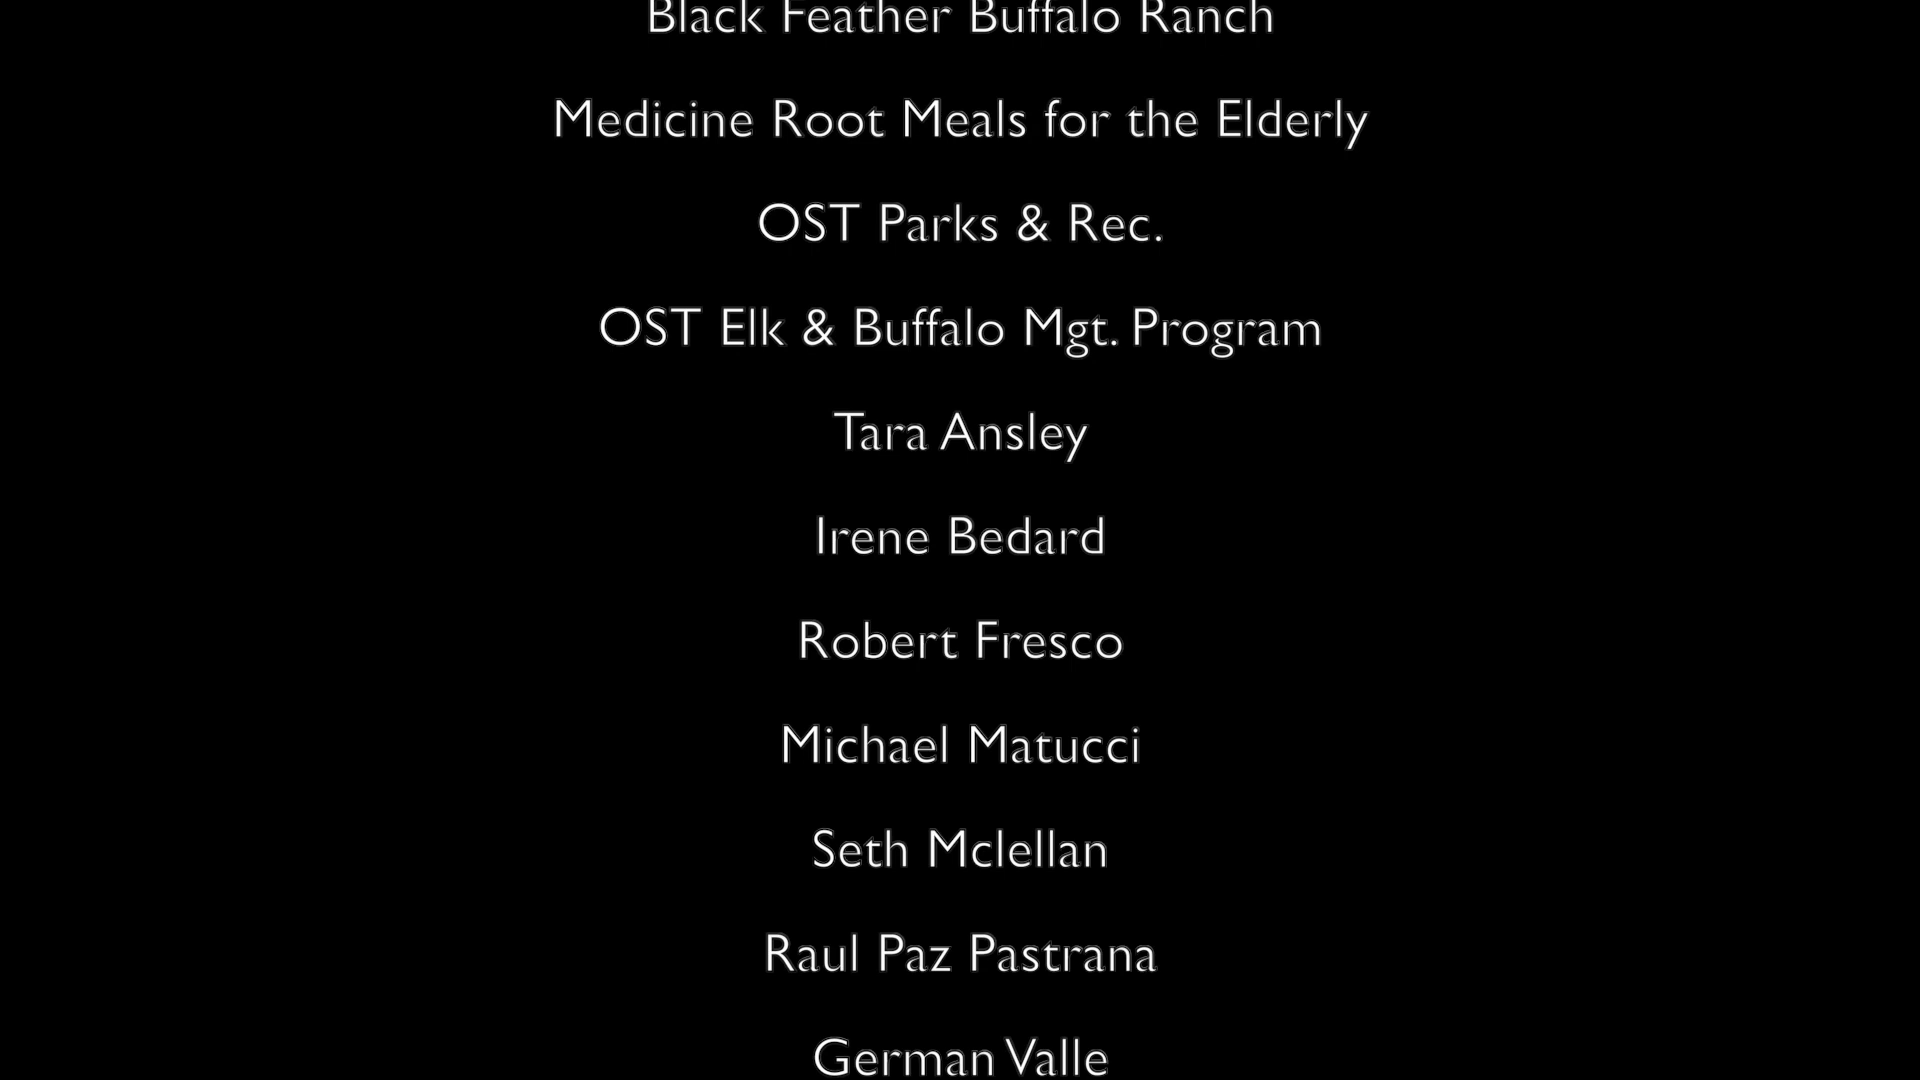 Black Feather Buffalo Ranch
Medicine Root Meals for the Elderly
OST Parks & Rec.
OST Elk & Buffalo Mgt. Program
Tara Ansley
Irene Bedard
Robert Fresco
Michael Matucci
Seth Mclellan
Raul Paz Pastrana
German Valle